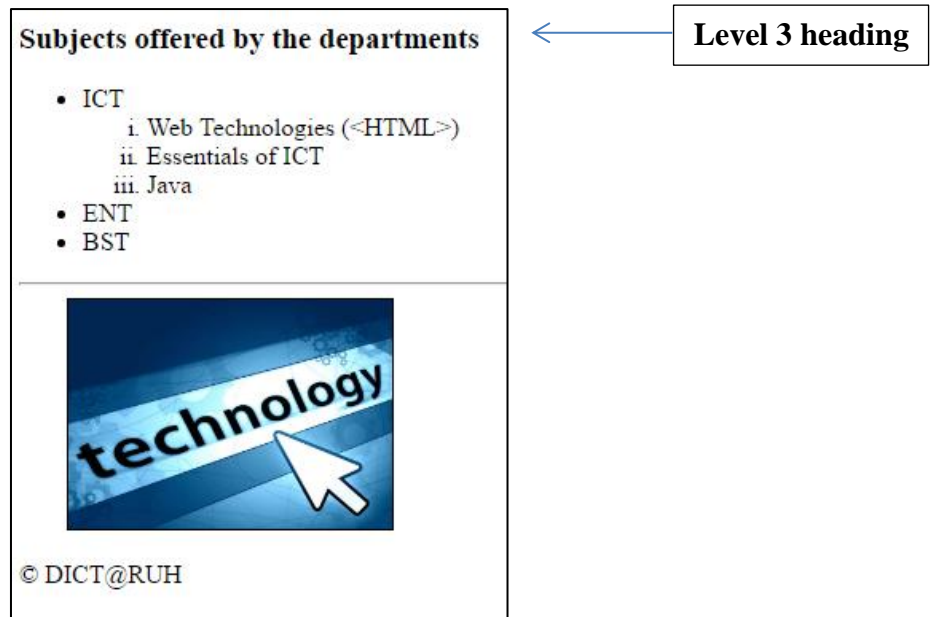 Subjects offered by the departments
Level 3 heading
• ICT
i. Web Technologies (<HTML>)
ii. Essentials of ICT
iii. Java
• ENT
• BST
technology
© DICT@RUH